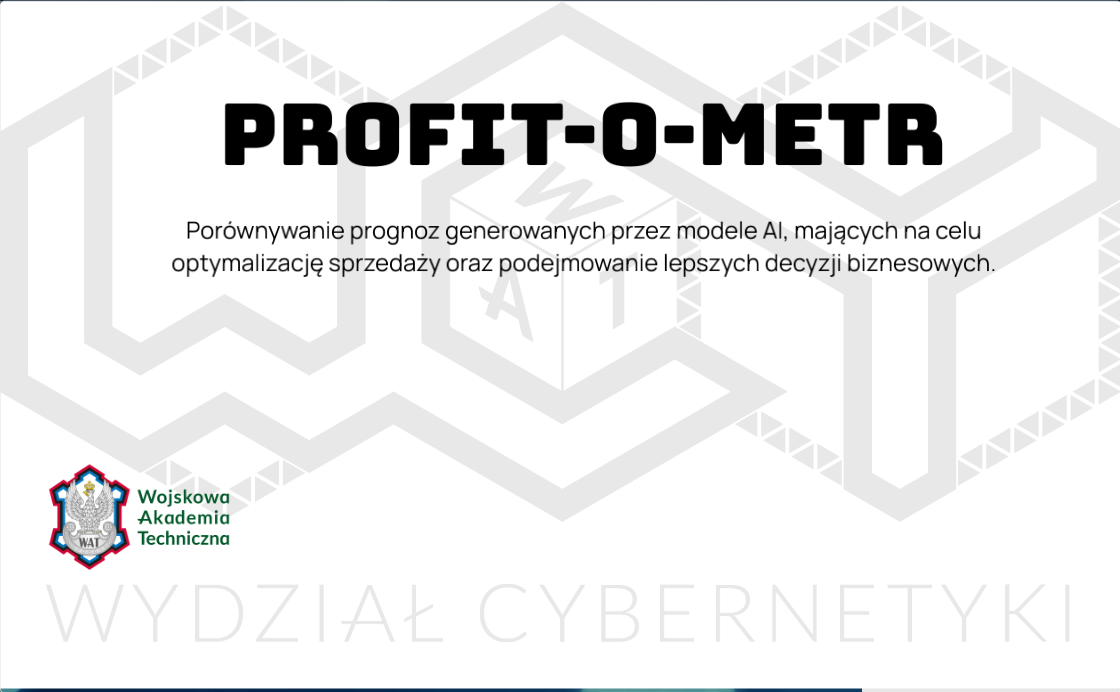 PROFIT-O-METR
W
A
T
Porównywanie prognoz generowanych przez modele AI, mających na celu
optymalizację sprzedaży oraz podejmowanie lepszych decyzji biznesowych.
WAT
Wojskowa
Akademia
Techniczna
WYDZIAŁ CYBERNETYKI